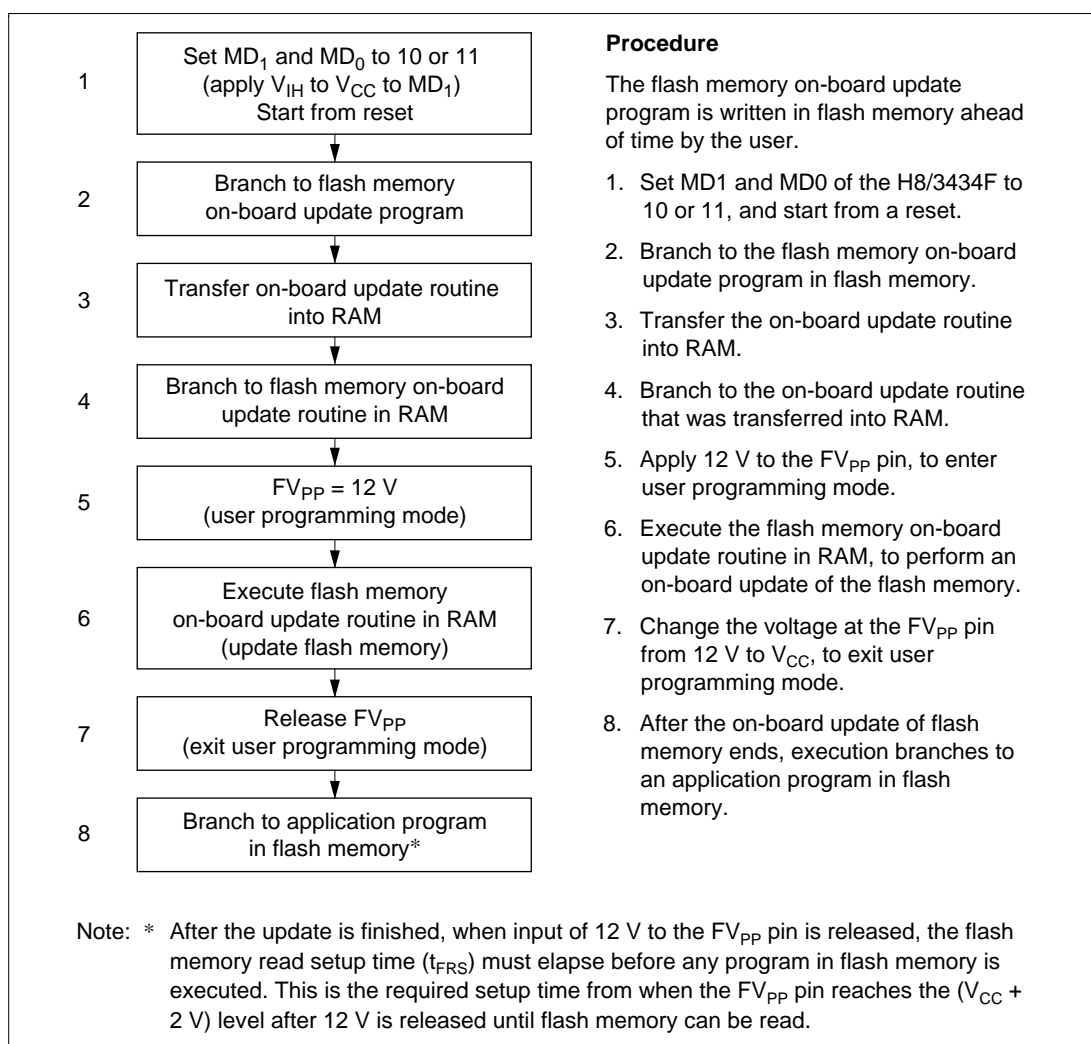 1
Set MD₁ and MD₀ to 10 or 11
(apply V_IH to V_CC to MD₁)
Start from reset
2
Branch to flash memory
on-board update program
3
Transfer on-board update routine
into RAM
4
Branch to flash memory on-board
update routine in RAM
5
FV_PP = 12 V
(user programming mode)
6
Execute flash memory
on-board update routine in RAM
(update flash memory)
7
Release FV_PP
(exit user programming mode)
8
Branch to application program
in flash memory*
Procedure
The flash memory on-board update
program is written in flash memory ahead
of time by the user.
1. Set MD1 and MD0 of the H8/3434F to
10 or 11, and start from a reset.
2. Branch to the flash memory on-board
update program in flash memory.
3. Transfer the on-board update routine
into RAM.
4. Branch to the on-board update routine
that was transferred into RAM.
5. Apply 12 V to the FV_PP pin, to enter
user programming mode.
6. Execute the flash memory on-board
update routine in RAM, to perform an
on-board update of the flash memory.
7. Change the voltage at the FV_PP pin
from 12 V to V_CC, to exit user
programming mode.
8. After the on-board update of flash
memory ends, execution branches to
an application program in flash
memory.
Note: * After the update is finished, when input of 12 V to the FV_PP pin is released, the flash
memory read setup time (t_FRS) must elapse before any program in flash memory is
executed. This is the required setup time from when the FV_PP pin reaches the (V_CC +
2 V) level after 12 V is released until flash memory can be read.